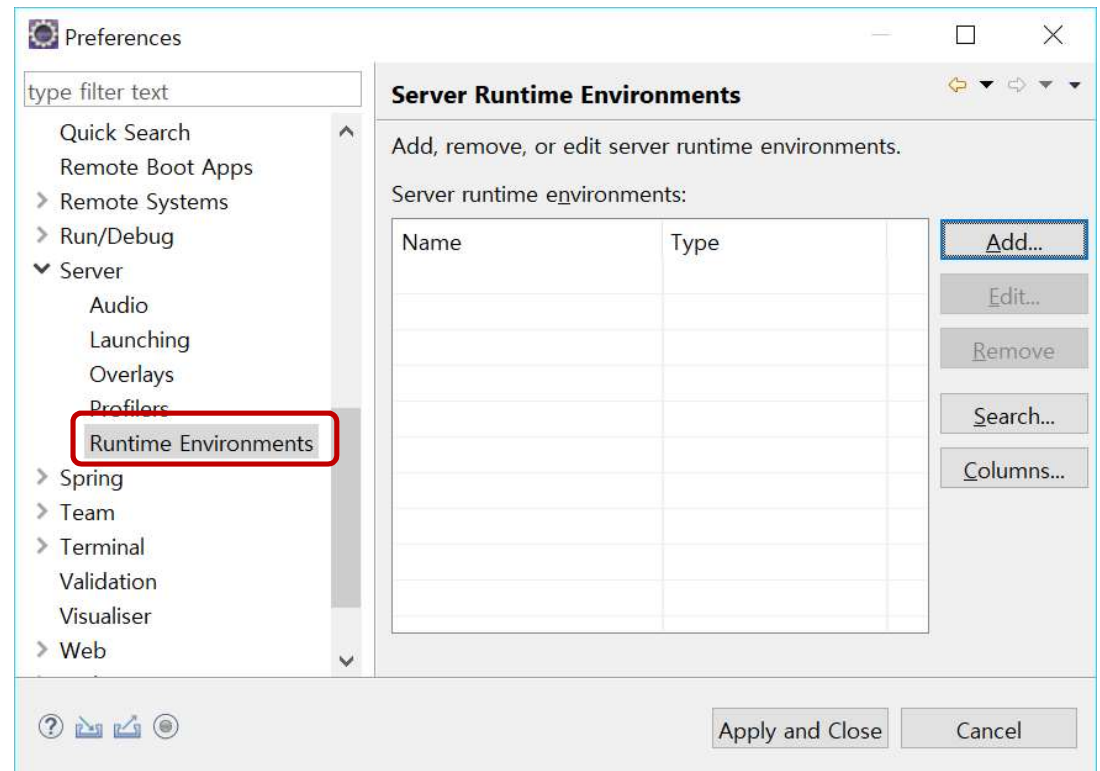 Preferences
type filter text
Quick Search
Remote Boot Apps
Remote Systems
Run/Debug
Server
Audio
Launching
Overlays
Profilers
Runtime Environments
Spring
Team
Terminal
Validation
Visualiser
Web
Server Runtime Environments
Add, remove, or edit server runtime environments.
Server runtime environments:
Name Type
Add...
Edit...
Remove
Search...
Columns...
Apply and Close Cancel